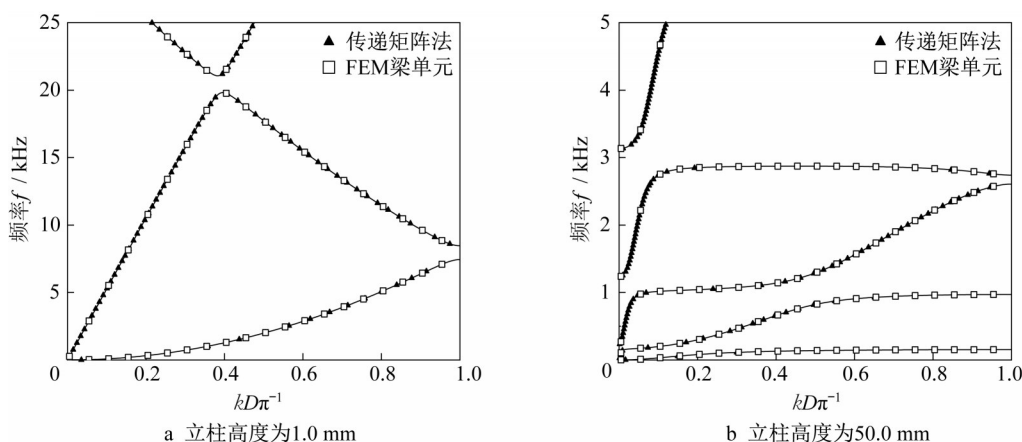 25
20
15
10
5
0
0.2
0.4
0.6
0.8
1.0
频率f / kHz
kDπ⁻¹
▲ 传递矩阵法
□ FEM梁单元
a 立柱高度为1.0 mm
5
4
3
2
1
0
0.2
0.4
0.6
0.8
1.0
频率f / kHz
kDπ⁻¹
▲ 传递矩阵法
□ FEM梁单元
b 立柱高度为50.0 mm